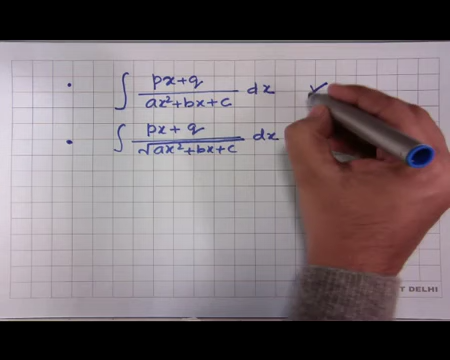 • ∫ px+q / ax²+bx+c dx ✓
• ∫ px+q / √ax²+bx+c dx
T DELHI